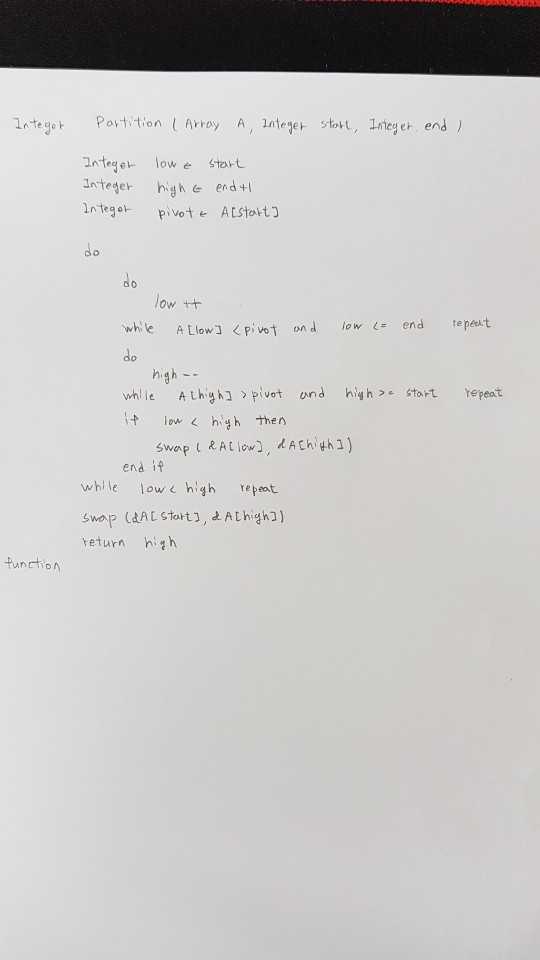 Integer Partition ( Array A, Integer start, Integer end )
Integer low ← start
Integer high ← end+1
Integer pivot ← A[start]
do
do
low ++
while A[low] < pivot and low <= end repeat
do
high --
while A[high] > pivot and high >= start repeat
if low < high then
swap ( &A[low], &A[high])
end if
while low < high repeat
swap (&A[start], &A[high])
return high
function